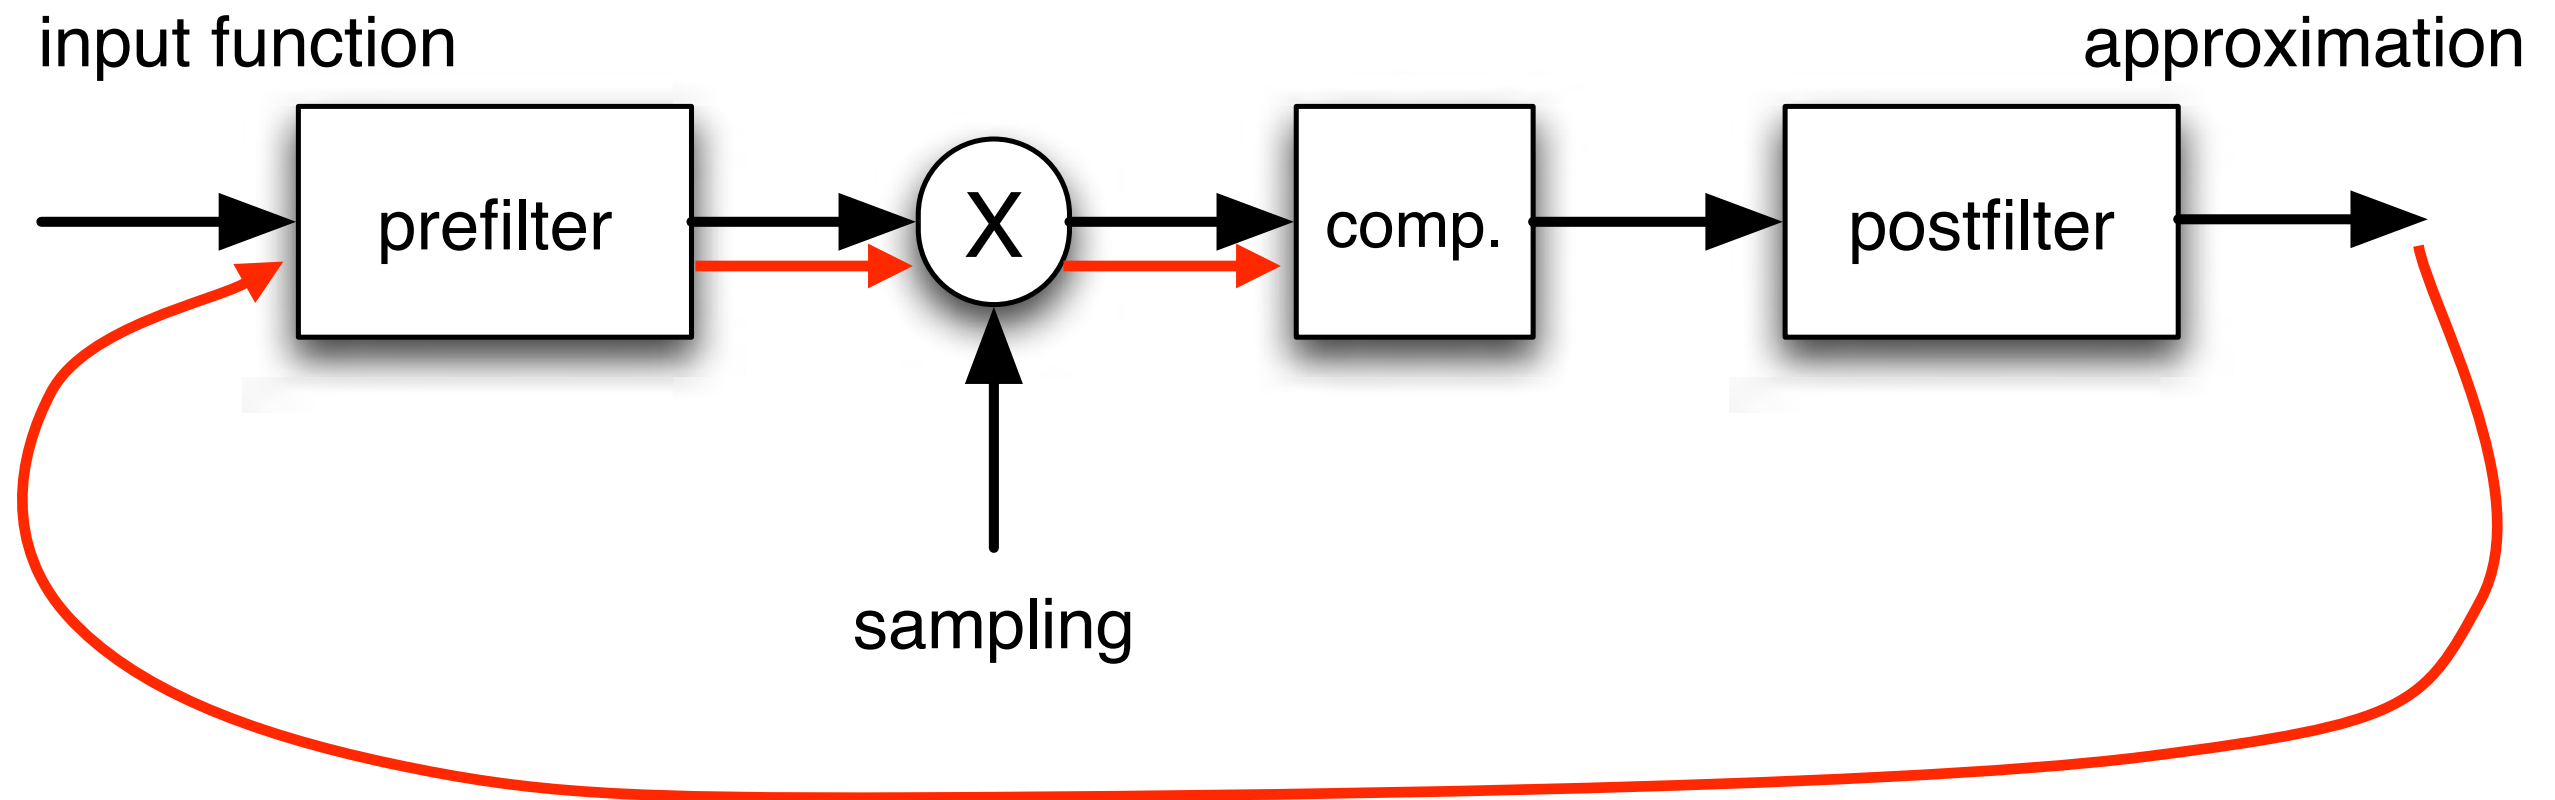 input function
approximation
prefilter
X
comp.
postfilter
sampling